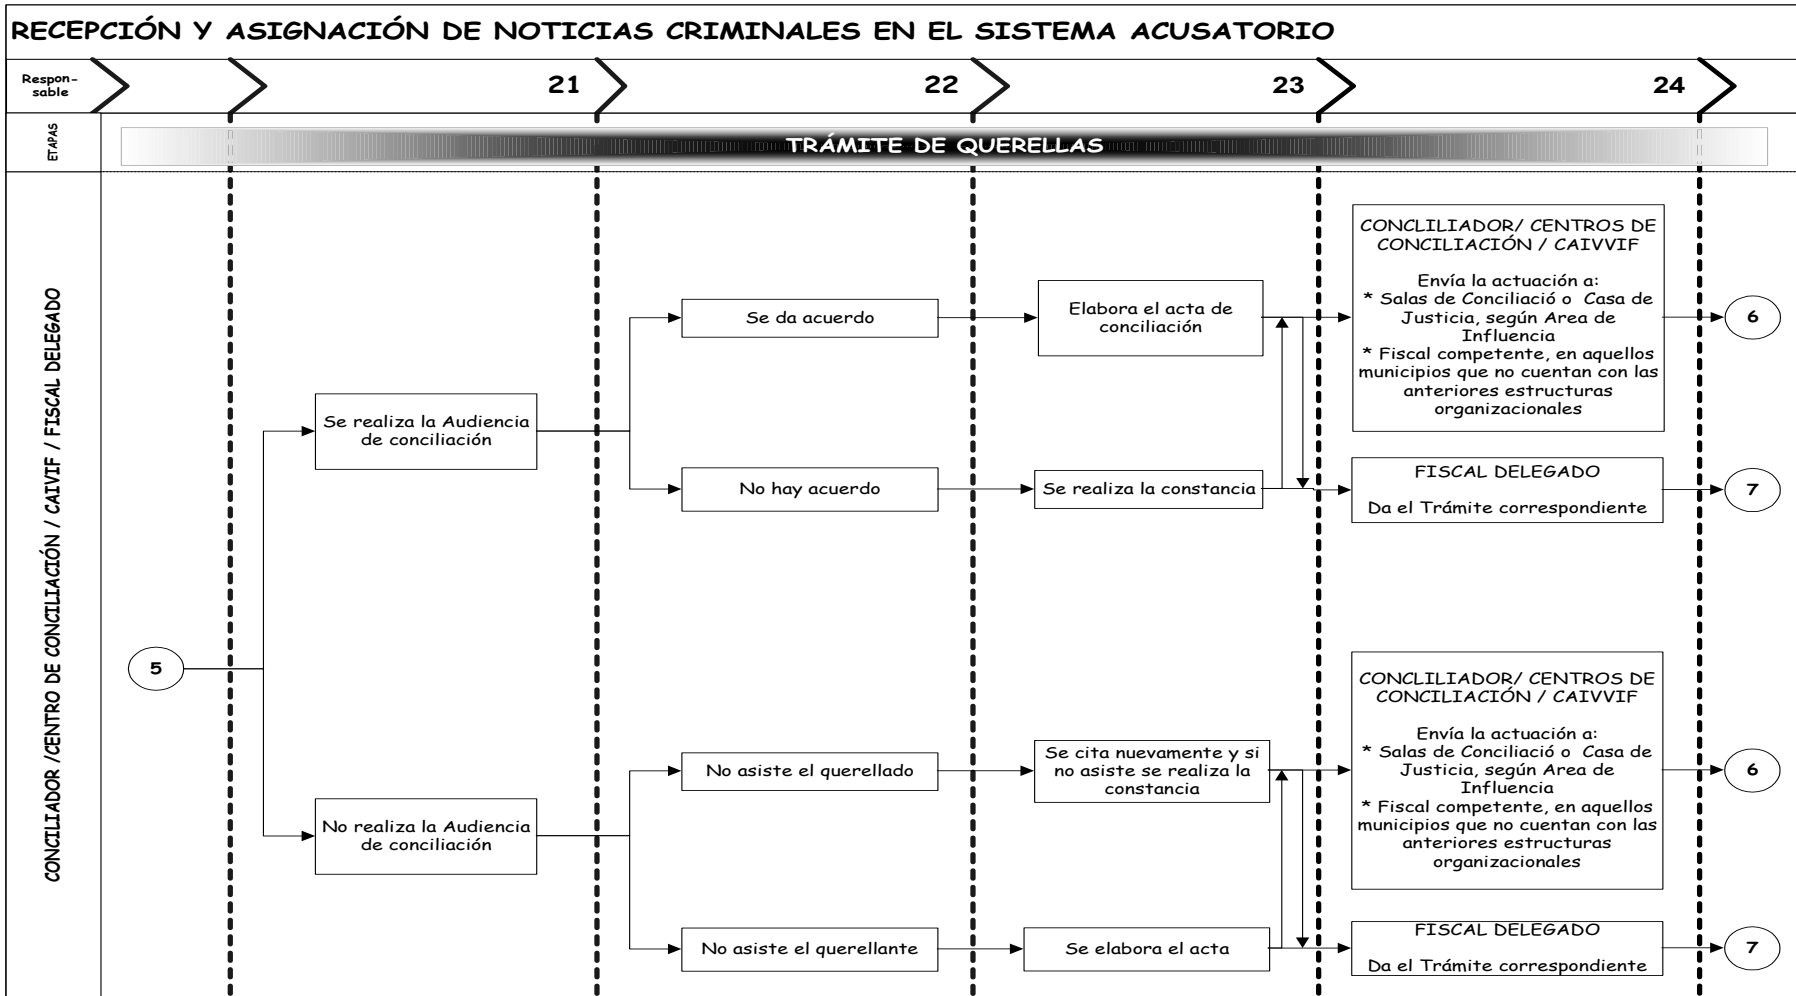 RECEPCIÓN Y ASIGNACIÓN DE NOTICIAS CRIMINALES EN EL SISTEMA ACUSATORIO
Respon-
sable
21
22
23
24
ETAPAS
TRÁMITE DE QUERELLAS
CONCILIADOR /CENTRO DE CONCILIACIÓN / CAIVIF / FISCAL DELEGADO
5
Se realiza la Audiencia
de conciliación
No realiza la Audiencia
de conciliación
Se da acuerdo
No hay acuerdo
No asiste el querellado
No asiste el querellante
Elabora el acta de
conciliación
Se realiza la constancia
Se cita nuevamente y si
no asiste se realiza la
constancia
Se elabora el acta
CONCLILIADOR/ CENTROS DE
CONCILIACIÓN / CAIVVIF
Envía la actuación a:
* Salas de Conciliació o Casa de
Justicia, según Area de
Influencia
* Fiscal competente, en aquellos
municipios que no cuentan con las
anteriores estructuras
organizacionales
6
FISCAL DELEGADO
Da el Trámite correspondiente
7
CONCLILIADOR/ CENTROS DE
CONCILIACIÓN / CAIVVIF
Envía la actuación a:
* Salas de Conciliació o Casa de
Justicia, según Area de
Influencia
* Fiscal competente, en aquellos
municipios que no cuentan con las
anteriores estructuras
organizacionales
6
FISCAL DELEGADO
Da el Trámite correspondiente
7